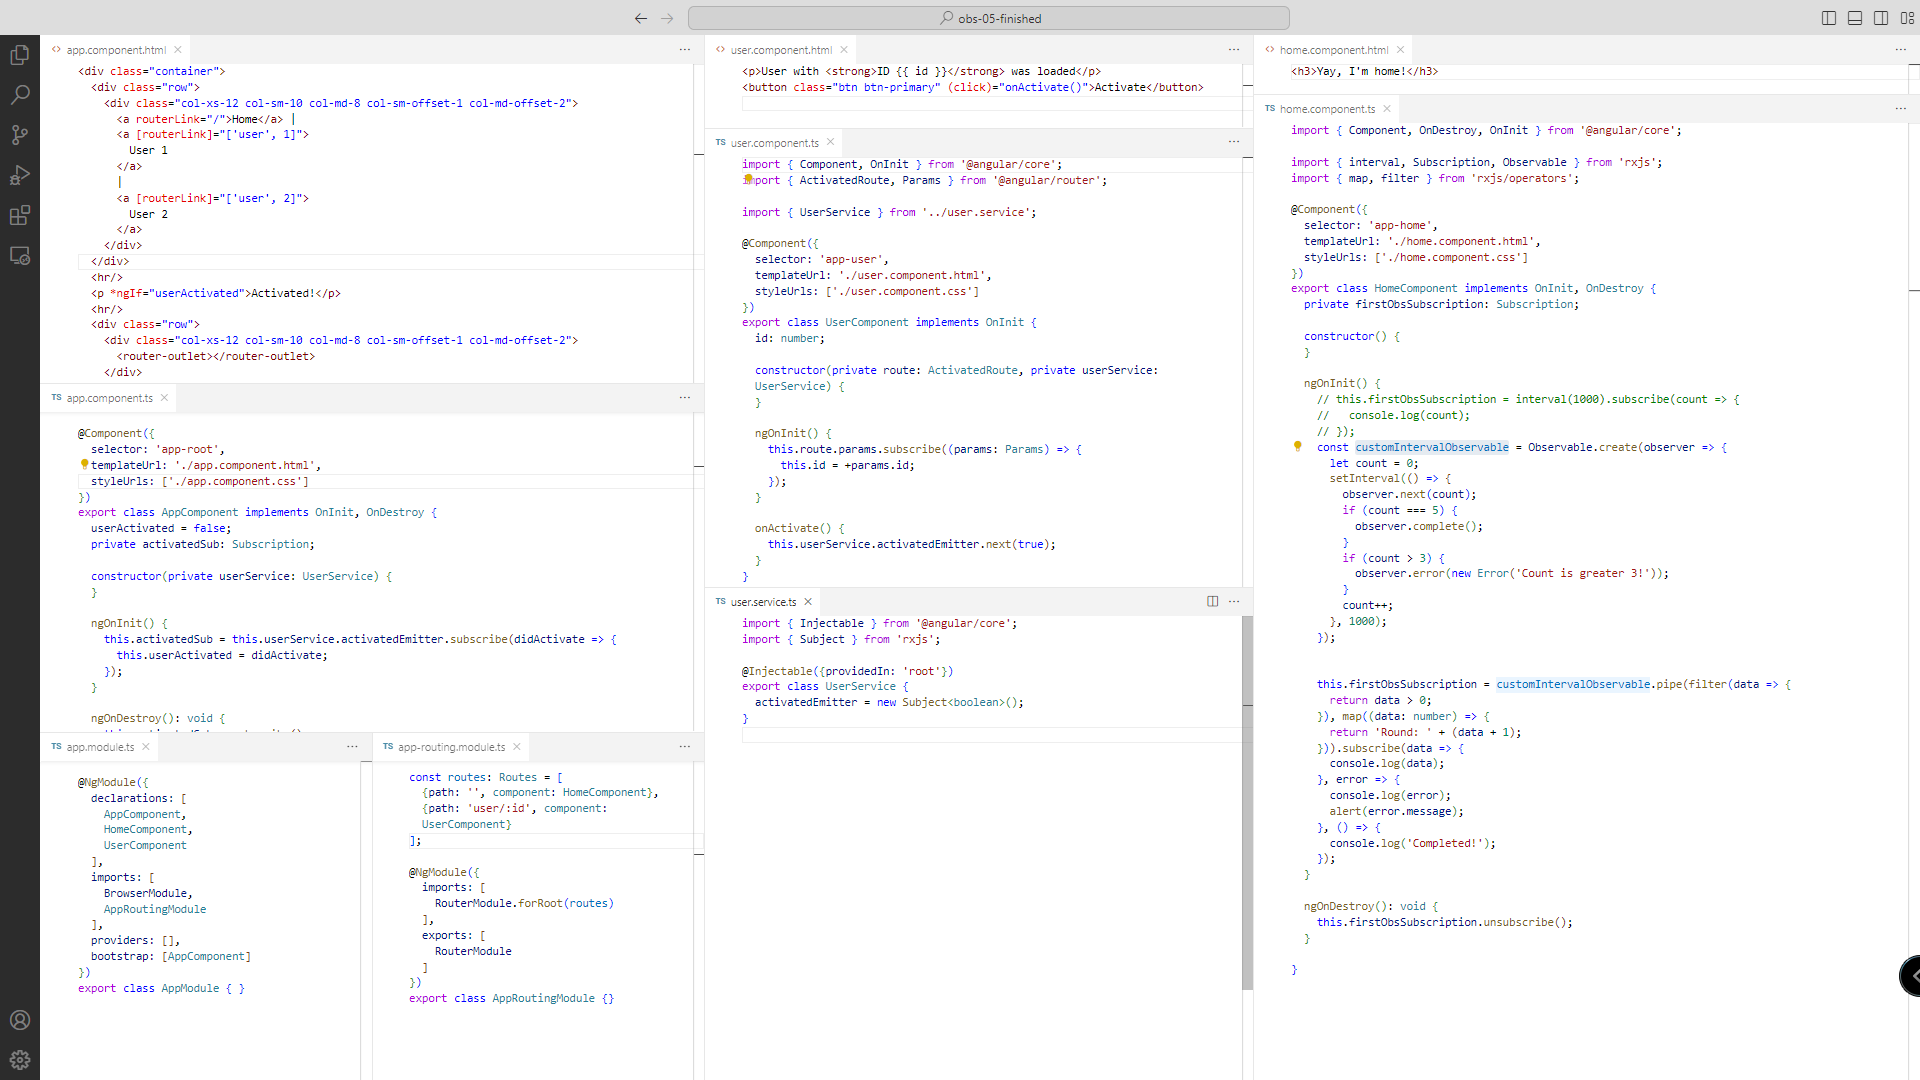 obs-05-finished
app.component.html
<div class="container">
<div class="row">
<div class="col-xs-12 col-sm-10 col-md-8 col-sm-offset-1 col-md-offset-2">
<a routerLink="/">Home</a> |
<a [routerLink]="['user', 1]">
User 1
</a>
|
<a [routerLink]="['user', 2]">
User 2
</a>
</div>
</div>
<hr/>
<p *ngIf="userActivated">Activated!</p>
<hr/>
<div class="row">
<div class="col-xs-12 col-sm-10 col-md-8 col-sm-offset-1 col-md-offset-2">
<router-outlet></router-outlet>
</div>
TS app.component.ts
@Component({
selector: 'app-root',
templateUrl: './app.component.html',
styleUrls: ['./app.component.css']
})
export class AppComponent implements OnInit, OnDestroy {
userActivated = false;
private activatedSub: Subscription;
constructor(private userService: UserService) {
}
ngOnInit() {
this.activatedSub = this.userService.activatedEmitter.subscribe(didActivate => {
this.userActivated = didActivate;
});
}
ngOnDestroy(): void {
TS app.module.ts
@NgModule({
declarations: [
AppComponent,
HomeComponent,
UserComponent
],
imports: [
BrowserModule,
AppRoutingModule
],
providers: [],
bootstrap: [AppComponent]
})
export class AppModule { }
TS app-routing.module.ts
const routes: Routes = [
{path: '', component: HomeComponent},
{path: 'user/:id', component:
UserComponent}
];
@NgModule({
imports: [
RouterModule.forRoot(routes)
],
exports: [
RouterModule
]
})
export class AppRoutingModule {}
user.component.html
<p>User with <strong>ID {{ id }}</strong> was loaded</p>
<button class="btn btn-primary" (click)="onActivate()">Activate</button>
TS user.component.ts
import { Component, OnInit } from '@angular/core';
import { ActivatedRoute, Params } from '@angular/router';
import { UserService } from '../user.service';
@Component({
selector: 'app-user',
templateUrl: './user.component.html',
styleUrls: ['./user.component.css']
})
export class UserComponent implements OnInit {
id: number;
constructor(private route: ActivatedRoute, private userService:
UserService) {
}
ngOnInit() {
this.route.params.subscribe((params: Params) => {
this.id = +params.id;
});
}
onActivate() {
this.userService.activatedEmitter.next(true);
}
}
TS user.service.ts
import { Injectable } from '@angular/core';
import { Subject } from 'rxjs';
@Injectable({providedIn: 'root'})
export class UserService {
activatedEmitter = new Subject<boolean>();
}
home.component.html
<h3>Yay, I'm home!</h3>
TS home.component.ts
import { Component, OnDestroy, OnInit } from '@angular/core';
import { interval, Subscription, Observable } from 'rxjs';
import { map, filter } from 'rxjs/operators';
@Component({
selector: 'app-home',
templateUrl: './home.component.html',
styleUrls: ['./home.component.css']
})
export class HomeComponent implements OnInit, OnDestroy {
private firstObsSubscription: Subscription;
constructor() {
}
ngOnInit() {
// this.firstObsSubscription = interval(1000).subscribe(count => {
// console.log(count);
// });
const customIntervalObservable = Observable.create(observer => {
let count = 0;
setInterval(() => {
observer.next(count);
if (count === 5) {
observer.complete();
}
if (count > 3) {
observer.error(new Error('Count is greater 3!'));
}
count++;
}, 1000);
});
this.firstObsSubscription = customIntervalObservable.pipe(filter(data => {
return data > 0;
}), map((data: number) => {
return 'Round: ' + (data + 1);
})).subscribe(data => {
console.log(data);
}, error => {
console.log(error);
alert(error.message);
}, () => {
console.log('Completed!');
});
}
ngOnDestroy(): void {
this.firstObsSubscription.unsubscribe();
}
}